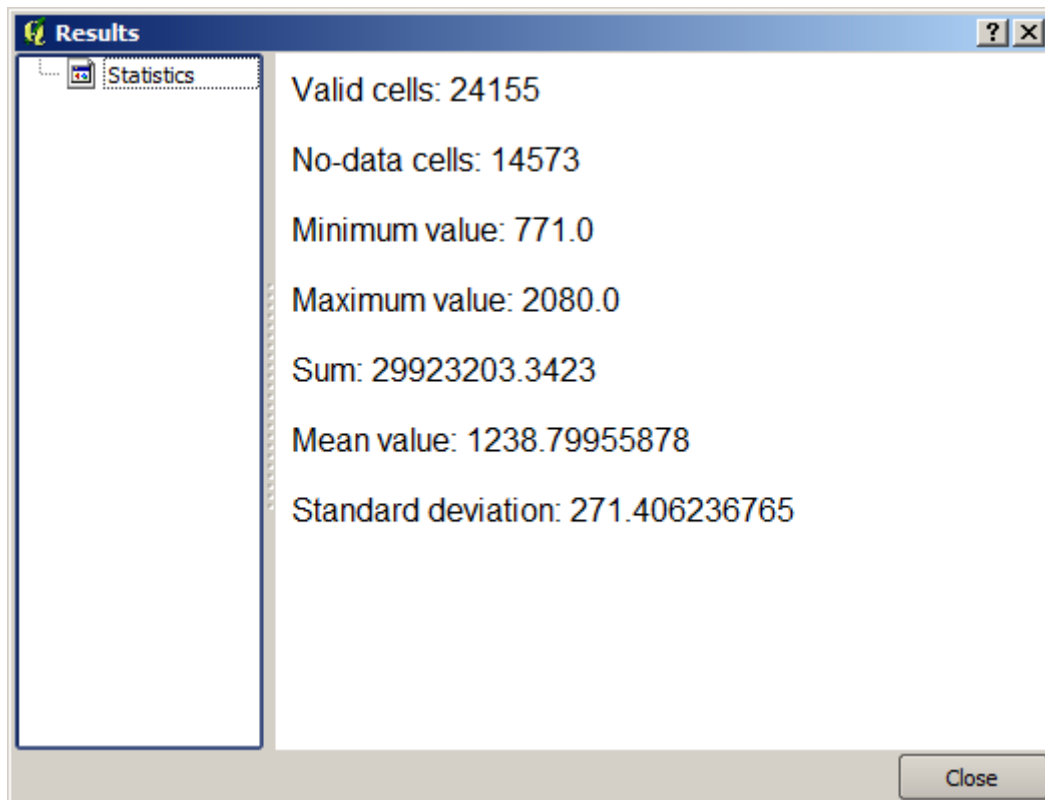 Results
Statistics
Valid cells: 24155
No-data cells: 14573
Minimum value: 771.0
Maximum value: 2080.0
Sum: 29923203.3423
Mean value: 1238.79955878
Standard deviation: 271.406236765
Close